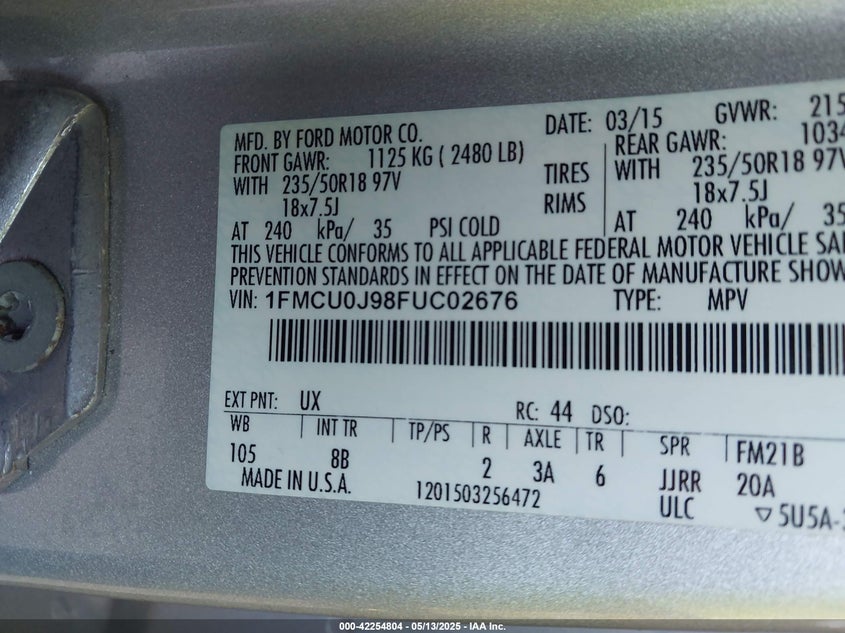 MFD. BY FORD MOTOR CO. DATE: 03/15 GVWR: 215
FRONT GAWR: 1125 KG ( 2480 LB) REAR GAWR: 1034
WITH 235/50R18 97V TIRES WITH 235/50R18 97V
18x7.5J RIMS 18x7.5J
AT 240 kPa/ 35 PSI COLD AT 240 kPa/ 35
THIS VEHICLE CONFORMS TO ALL APPLICABLE FEDERAL MOTOR VEHICLE SA
PREVENTION STANDARDS IN EFFECT ON THE DATE OF MANUFACTURE SHOW
VIN: 1FMCU0J98FUC02676 TYPE: MPV
EXT PNT: UX RC: 44 DSO:
WB INT TR TP/PS R AXLE TR SPR FM21B
105 8B 2 3A 6 JJRR 20A
MADE IN U.S.A. 1201503256472 ULC ▽5U5A-
000-42254804 - 05/13/2025 - IAA Inc.